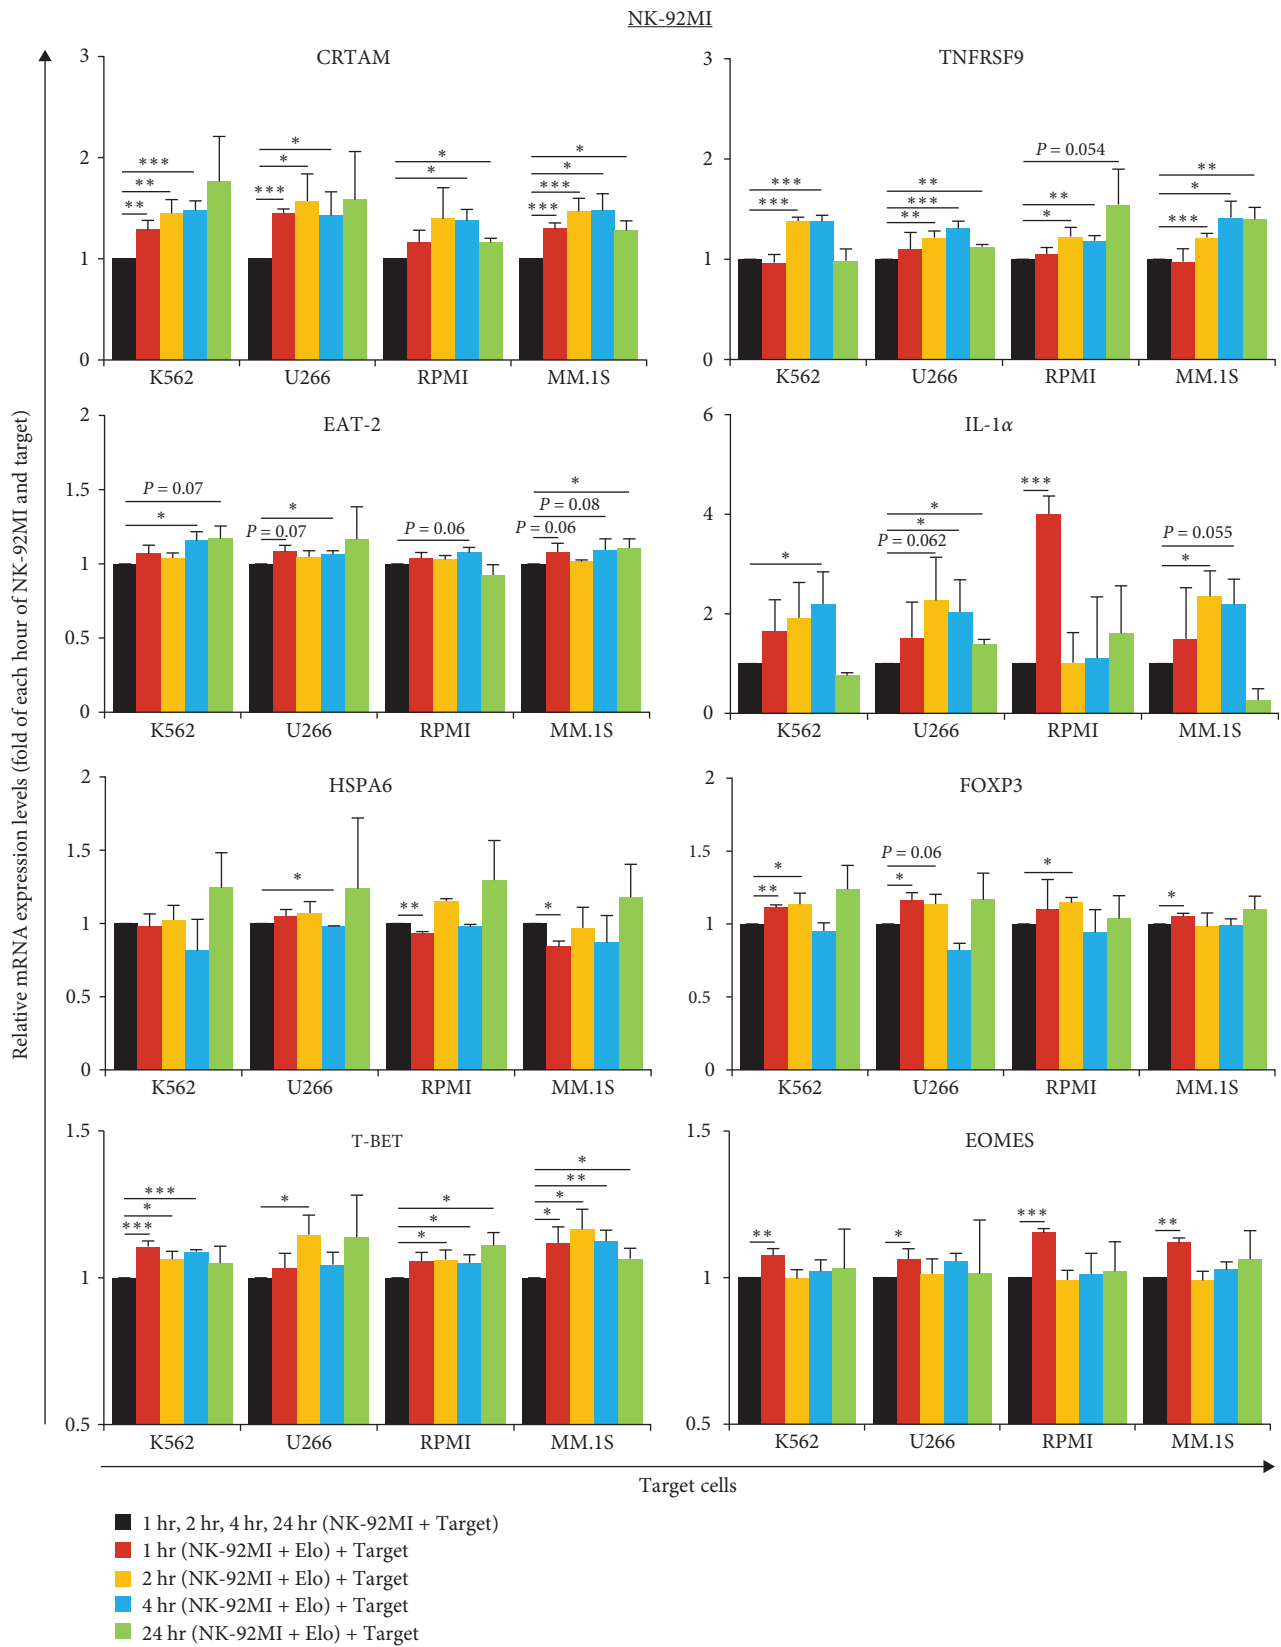 NK-92MI
Relative mRNA expression levels (fold of each hour of NK-92MI and target)
CRTAM
3
2
1
0
** ** ***
*** * *
* *
*** *** * *
K562 U266 RPMI MM.1S
TNFRSF9
3
2
1
0
*** ***
** *** **
* ** P = 0.054
*** * **
K562 U266 RPMI MM.1S
EAT-2
2
1.5
1
0.5
0
* P = 0.07
P = 0.07 *
P = 0.06
P = 0.06 P = 0.08 *
K562 U266 RPMI MM.1S
IL-1α
6
4
2
0
*
P = 0.062 * *
***
* P = 0.055
K562 U266 RPMI MM.1S
HSPA6
2
1.5
1
0.5
0
*
**
*
K562 U266 RPMI MM.1S
FOXP3
2
1.5
1
0.5
0
** *
* P = 0.06
*
*
K562 U266 RPMI MM.1S
T-BET
1.5
1
0.5
*** * ***
*
* * *
* * ** *
K562 U266 RPMI MM.1S
EOMES
1.5
1
0.5
**
*
***
**
K562 U266 RPMI MM.1S
Target cells
1 hr, 2 hr, 4 hr, 24 hr (NK-92MI + Target)
1 hr (NK-92MI + Elo) + Target
2 hr (NK-92MI + Elo) + Target
4 hr (NK-92MI + Elo) + Target
24 hr (NK-92MI + Elo) + Target